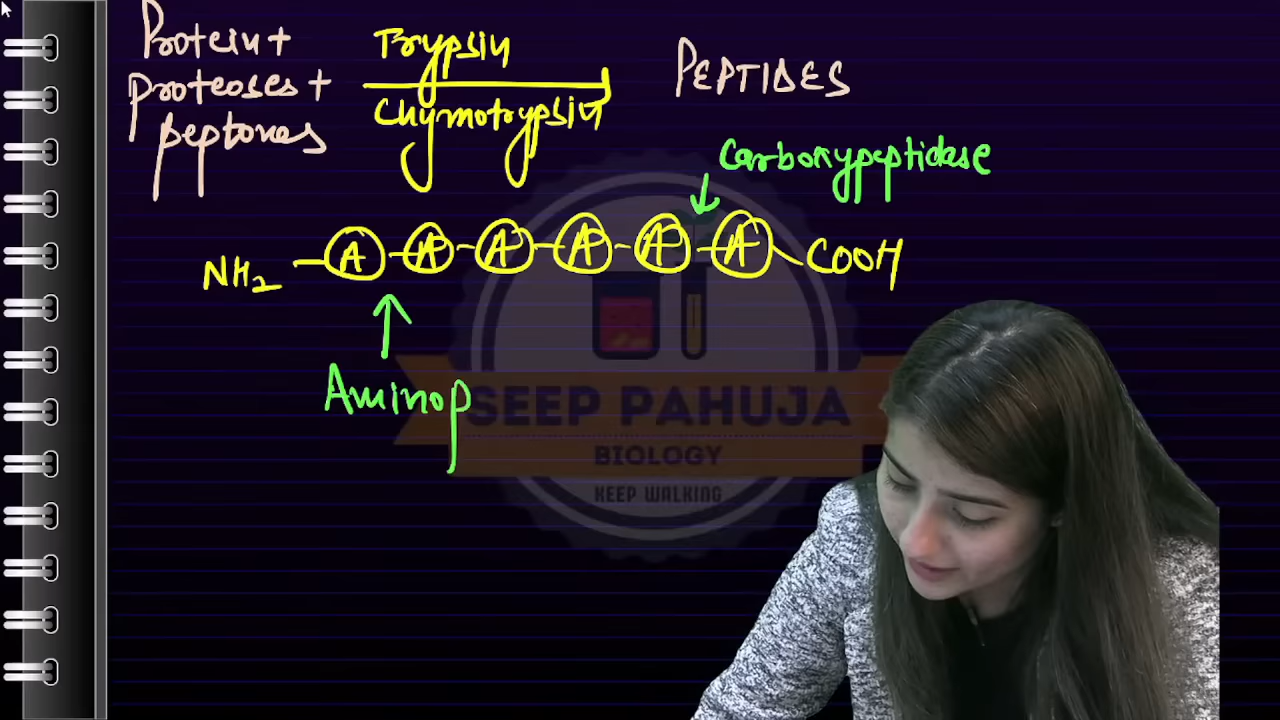 Protein +
proteoses +
peptones
Trypsin
Chymotrypsin
PEPTIDES
Carboxypeptidase
NH2 - A - A - A - A - A - A - COOH
Aminop
SEEP PAHUJA
BIOLOGY
KEEP WALKING